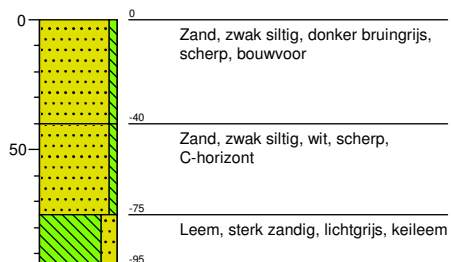 0
0
Zand, zwak siltig, donker bruingrijs,
scherp, bouwvoor
-40
Zand, zwak siltig, wit, scherp,
C-horizont
50
-75
Leem, sterk zandig, lichtgrijs, keileem
-95